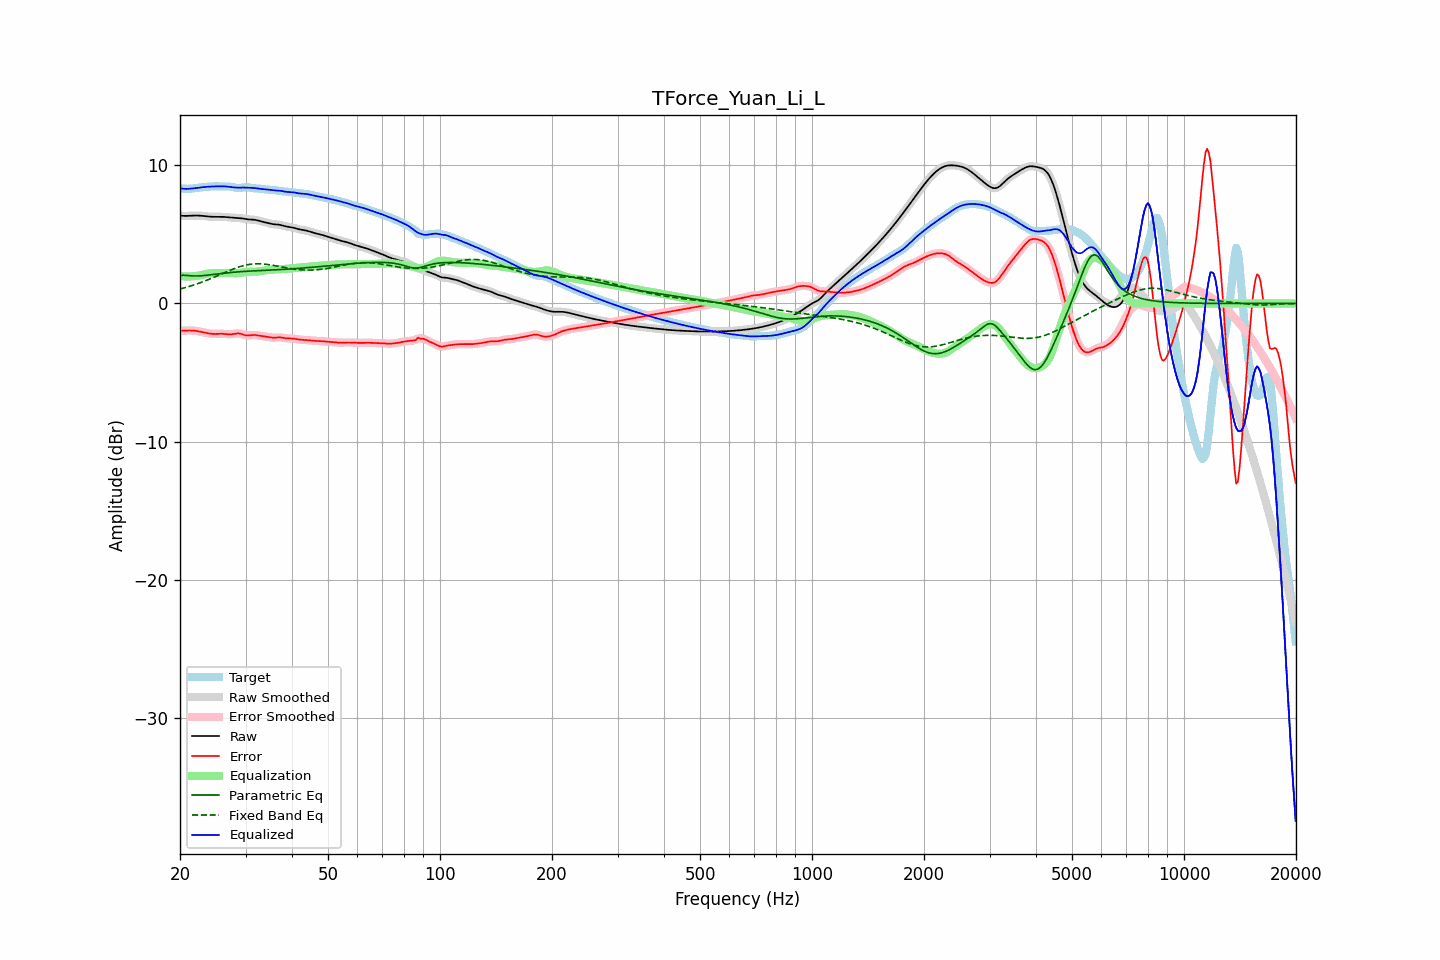 TForce_Yuan_Li_L
Amplitude (dBr)
10
0
−10
−20
−30
Target
Raw Smoothed
Error Smoothed
Raw
Error
Equalization
Parametric Eq
Fixed Band Eq
Equalized
20 50 100 200 500 1000 2000 5000 10000 20000
Frequency (Hz)